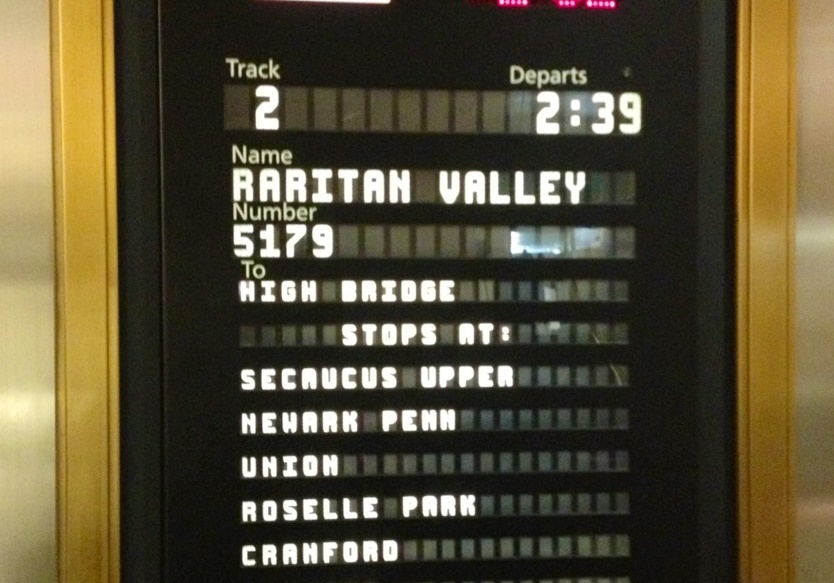 Track Departs
2 2:39
Name
RARITAN VALLEY
Number
5179
To
HIGH BRIDGE
STOPS AT:
SECAUCUS UPPER
NEWARK PENN
UNION
ROSELLE PARK
CRANFORD